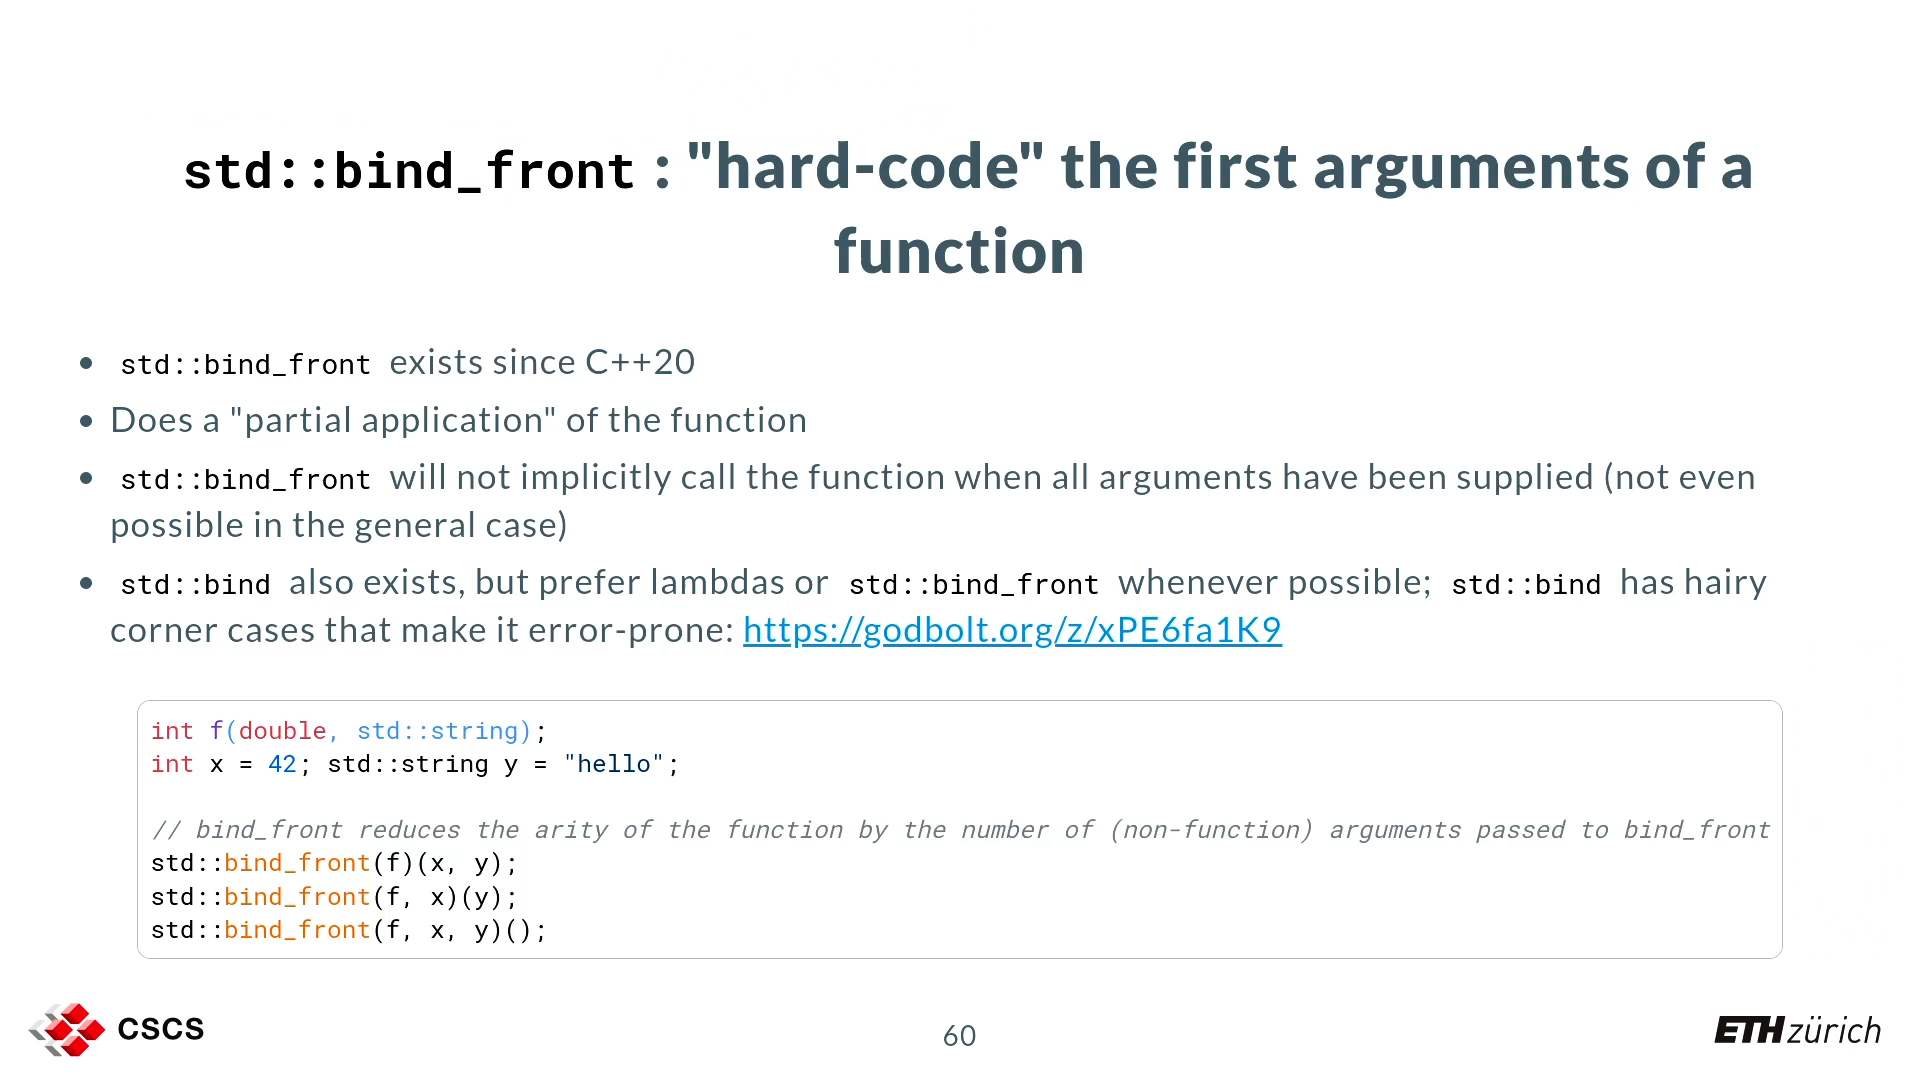 std::bind_front : "hard-code" the first arguments of a
function
• std::bind_front exists since C++20
• Does a "partial application" of the function
• std::bind_front will not implicitly call the function when all arguments have been supplied (not even
possible in the general case)
• std::bind also exists, but prefer lambdas or std::bind_front whenever possible; std::bind has hairy
corner cases that make it error-prone: https://godbolt.org/z/xPE6fa1K9
int f(double, std::string);
int x = 42; std::string y = "hello";
// bind_front reduces the arity of the function by the number of (non-function) arguments passed to bind_front
std::bind_front(f)(x, y);
std::bind_front(f, x)(y);
std::bind_front(f, x, y)();
CSCS
60
ETH zürich